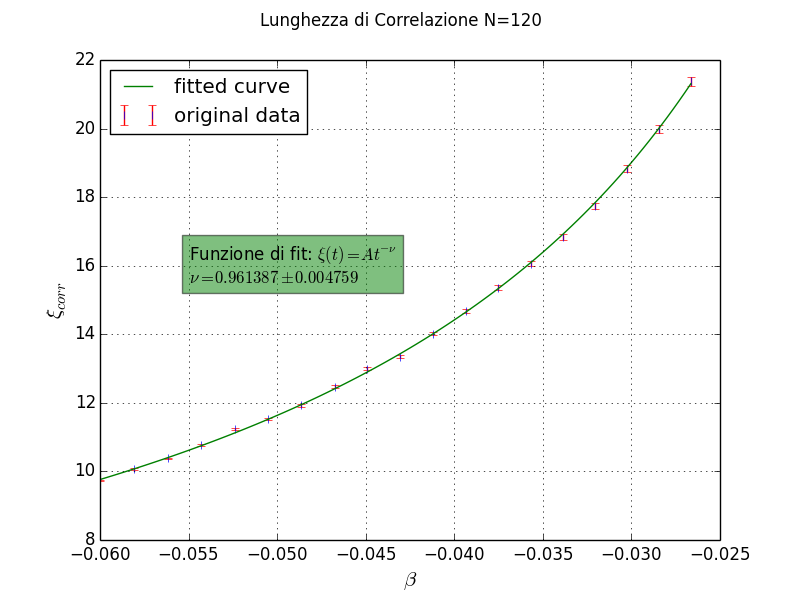 Lunghezza di Correlazione N=120
22
20
18
16
14
12
10
8
ξcorr
fitted curve
original data
Funzione di fit: ξ(t)=At^−ν
ν=0.961387±0.004759
−0.060 −0.055 −0.050 −0.045 −0.040 −0.035 −0.030 −0.025
β